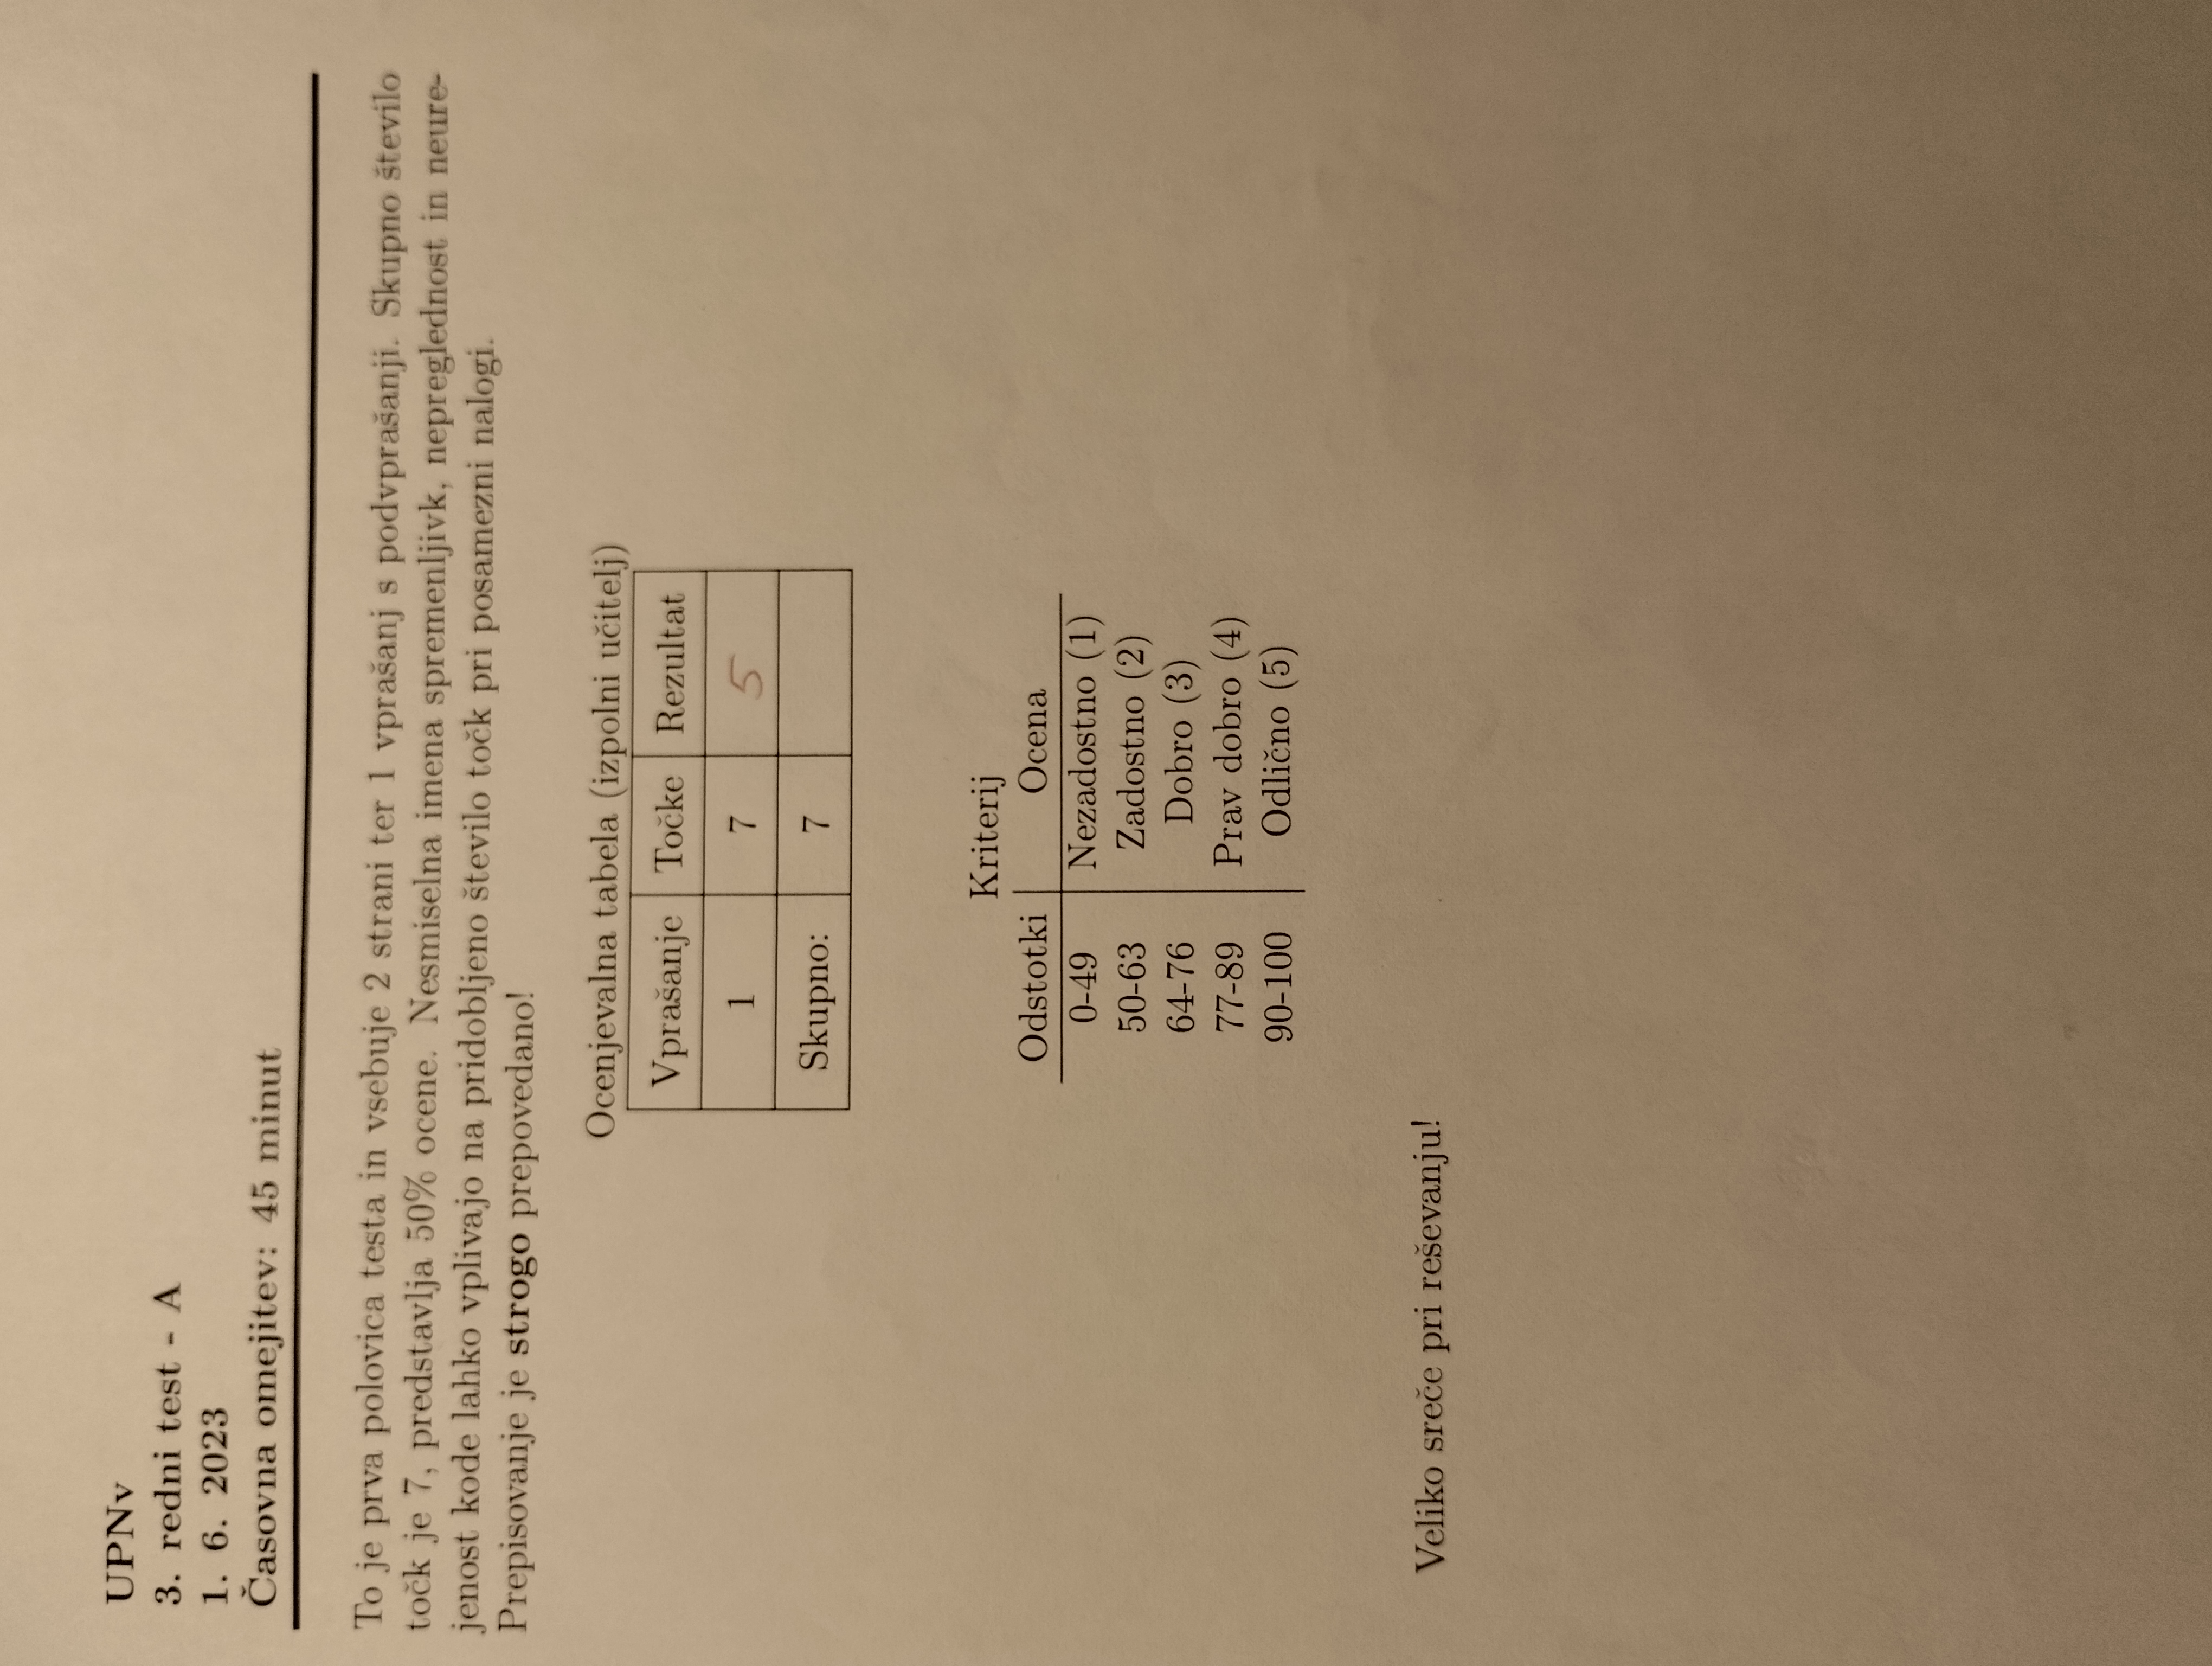 UPNv
3. redni test - A
1. 6. 2023
Časovna omejitev: 45 minut
To je prva polovica testa in vsebuje 2 strani ter 1 vprašanj s podvprašanji. Skupno število
točk je 7, predstavlja 50% ocene. Nesmiselna imena spremenljivk, nepreglednost in neure-
jenost kode lahko vplivajo na pridobljeno število točk pri posamezni nalogi.
Prepisovanje je strogo prepovedano!
Ocenjevalna tabela (izpolni učitelj)
Vprašanje Točke Rezultat
1 7 5
Skupno: 7
Kriterij
Odstotki Ocena
0-49 Nezadostno (1)
50-63 Zadostno (2)
64-76 Dobro (3)
77-89 Prav dobro (4)
90-100 Odlično (5)
Veliko sreče pri reševanju!